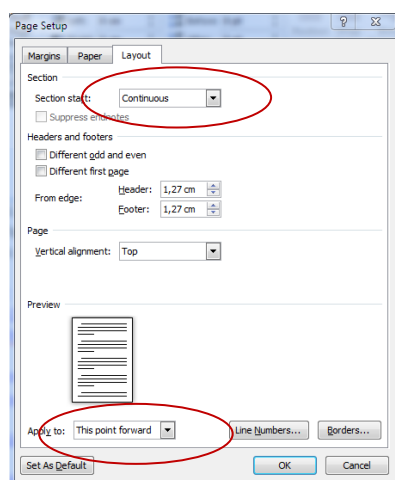 Page Setup
Margins Paper Layout
Section
Section start: Continuous
Suppress endnotes
Headers and footers
Different odd and even
Different first page
From edge: Header: 1,27 cm
Footer: 1,27 cm
Page
Vertical alignment: Top
Preview
Apply to: This point forward Line Numbers... Borders...
Set As Default OK Cancel